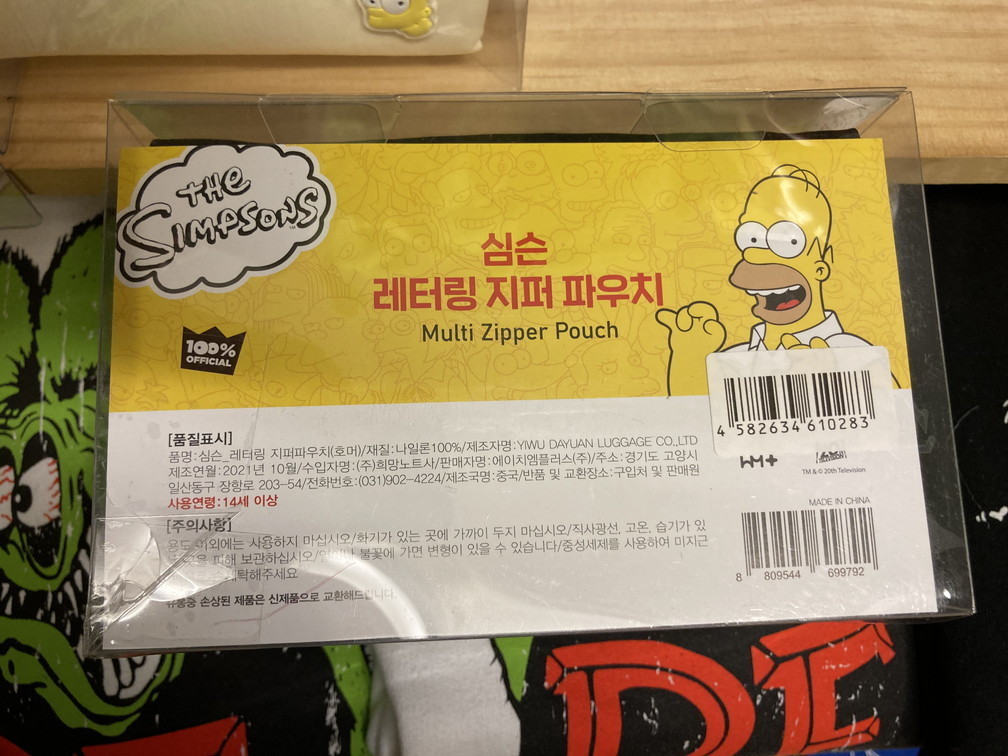 THE
SIMPSONS
TM
심슨
레터링 지퍼 파우치
Multi Zipper Pouch
100%
OFFICIAL
4 582634 610283
[품질표시]
품명:심슨_레터링 지퍼파우치(호머)/재질:나일론100%/제조자명:YIWU DAYUAN LUGGAGE CO.,LTD
제조연월:2021년 10월/수입자명:(주)희망노트사/판매자명:에이치엠플러스(주)/주소:경기도 고양시
일산동구 장항로 203-54/전화번호:(031)902-4224/제조국명:중국/반품 및 교환장소:구입처 및 판매원
사용연령:14세 이상
[주의사항]
용도 이외에는 사용하지 마십시오/화기가 있는 곳에 가까이 두지 마십시오/직사광선, 고온, 습기가 있
피해 보관하십시오/ 불꽃에 가면 변형이 있을 수 있습니다/중성세제를 사용하여 미지근
세탁해주세요
유통중 손상된 제품은 신제품으로 교환해드립니다.
HM+
TM & © 20th Television
MADE IN CHINA
8 809544 699792
DE